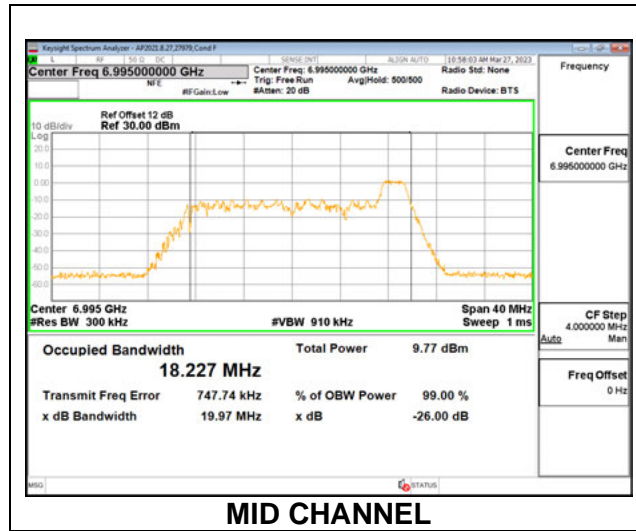 Keysight Spectrum Analyzer - AP2021.8.27,27979,Cond F
L RF 50 Ω DC SENSE:INT ALIGN AUTO 10:58:03 AM Mar 27, 2023
Center Freq 6.995000000 GHz Center Freq: 6.995000000 GHz Radio Std: None Frequency
NFE Trig: Free Run Avg|Hold: 500/500
#IFGain:Low #Atten: 20 dB Radio Device: BTS
Ref Offset 12 dB
10 dB/div Ref 30.00 dBm
Log
20.0
10.0
0.00
-10.0
-20.0
-30.0
-40.0
-50.0
-60.0
Center Freq
6.995000000 GHz
Center 6.995 GHz Span 40 MHz
#Res BW 300 kHz #VBW 910 kHz Sweep 1 ms
CF Step
4.000000 MHz
Auto Man
Occupied Bandwidth Total Power 9.77 dBm
18.227 MHz
Freq Offset
0 Hz
Transmit Freq Error 747.74 kHz % of OBW Power 99.00 %
x dB Bandwidth 19.97 MHz x dB -26.00 dB
MSG STATUS
MID CHANNEL